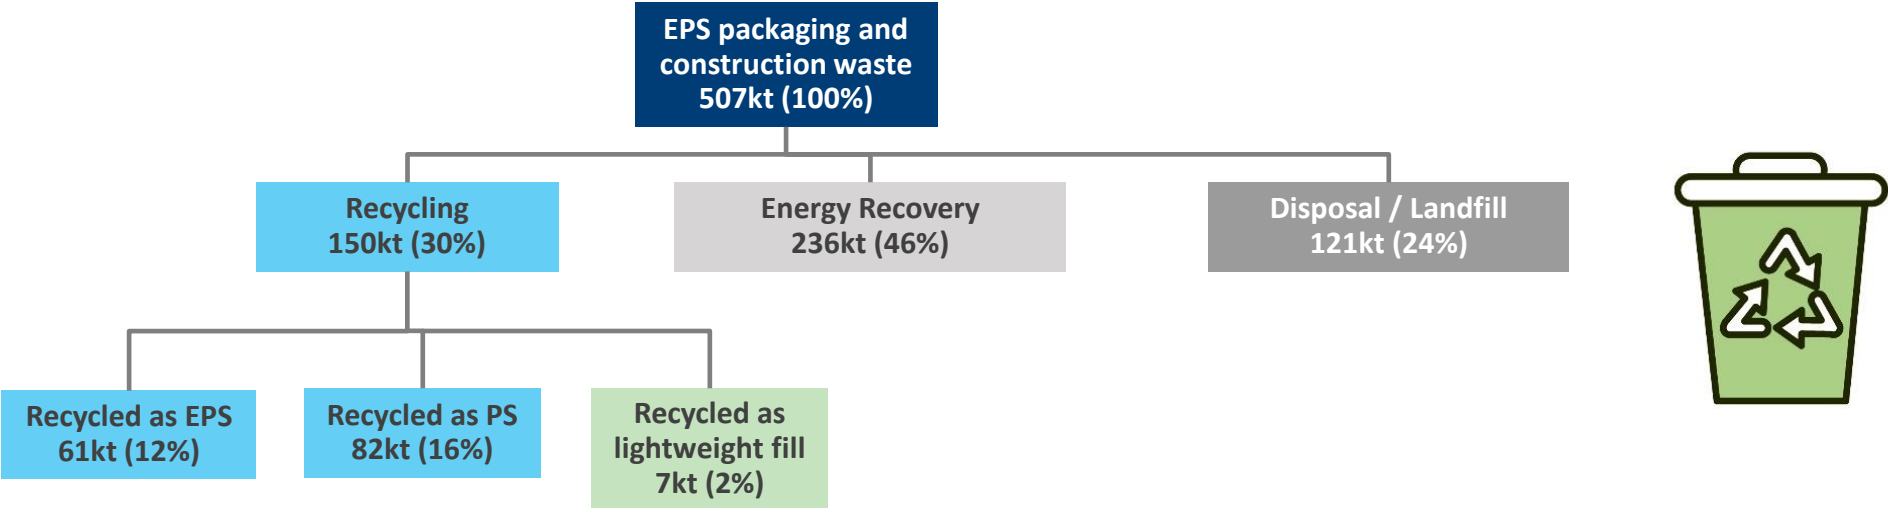 EPS packaging and
construction waste
507kt (100%)
Recycling
150kt (30%)
Energy Recovery
236kt (46%)
Disposal / Landfill
121kt (24%)
Recycled as EPS
61kt (12%)
Recycled as PS
82kt (16%)
Recycled as
lightweight fill
7kt (2%)